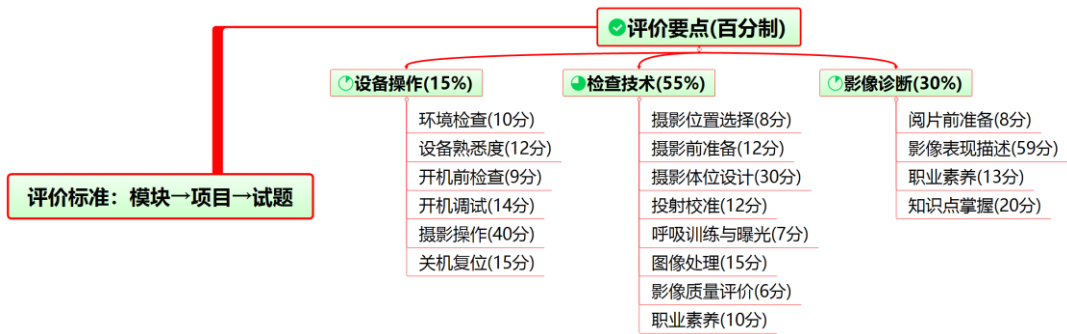 评价要点(百分制)
评价标准：模块→项目→试题
设备操作(15%)
环境检查(10分)
设备熟悉度(12分)
开机前检查(9分)
开机调试(14分)
摄影操作(40分)
关机复位(15分)
检查技术(55%)
摄影位置选择(8分)
摄影前准备(12分)
摄影体位设计(30分)
投射校准(12分)
呼吸训练与曝光(7分)
图像处理(15分)
影像质量评价(6分)
职业素养(10分)
影像诊断(30%)
阅片前准备(8分)
影像表现描述(59分)
职业素养(13分)
知识点掌握(20分)